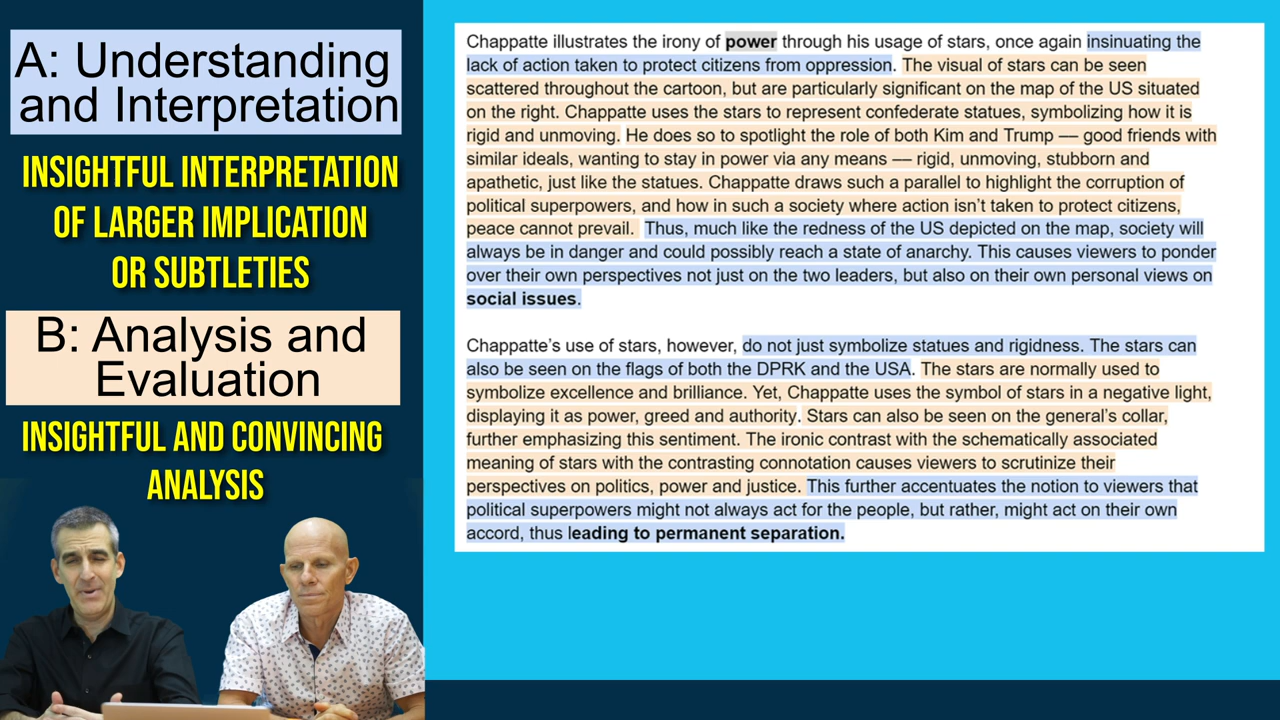 A: Understanding
and Interpretation
INSIGHTFUL INTERPRETATION
OF LARGER IMPLICATION
OR SUBTLETIES
B: Analysis and
Evaluation
INSIGHTFUL AND CONVINCING
ANALYSIS
Chappatte illustrates the irony of power through his usage of stars, once again insinuating the
lack of action taken to protect citizens from oppression. The visual of stars can be seen
scattered throughout the cartoon, but are particularly significant on the map of the US situated
on the right. Chappatte uses the stars to represent confederate statues, symbolizing how it is
rigid and unmoving. He does so to spotlight the role of both Kim and Trump — good friends with
similar ideals, wanting to stay in power via any means — rigid, unmoving, stubborn and
apathetic, just like the statues. Chappatte draws such a parallel to highlight the corruption of
political superpowers, and how in such a society where action isn't taken to protect citizens,
peace cannot prevail. Thus, much like the redness of the US depicted on the map, society will
always be in danger and could possibly reach a state of anarchy. This causes viewers to ponder
over their own perspectives not just on the two leaders, but also on their own personal views on
social issues.
Chappatte's use of stars, however, do not just symbolize statues and rigidness. The stars can
also be seen on the flags of both the DPRK and the USA. The stars are normally used to
symbolize excellence and brilliance. Yet, Chappatte uses the symbol of stars in a negative light,
displaying it as power, greed and authority. Stars can also be seen on the general's collar,
further emphasizing this sentiment. The ironic contrast with the schematically associated
meaning of stars with the contrasting connotation causes viewers to scrutinize their
perspectives on politics, power and justice. This further accentuates the notion to viewers that
political superpowers might not always act for the people, but rather, might act on their own
accord, thus leading to permanent separation.